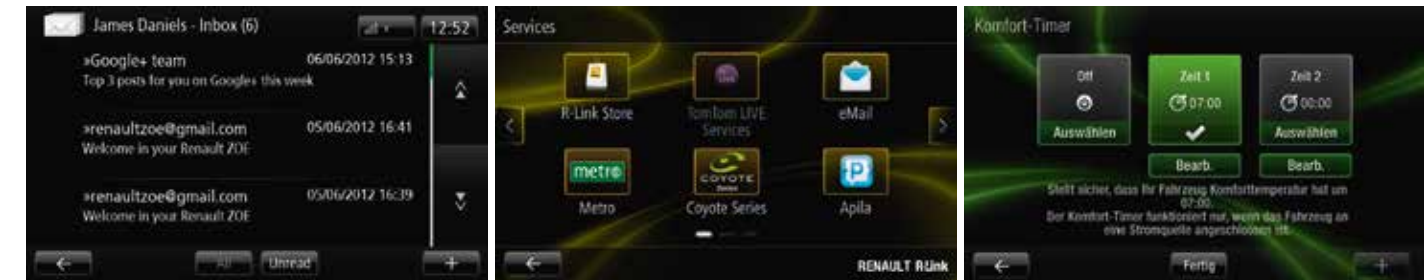 James Daniels - Inbox (6)
12:52
»Google+ team
06/06/2012 15:13
Top 3 posts for you on Google+ this week
»renaultzoe@gmail.com
05/06/2012 16:41
Welcome in your Renault ZOE
»renaultzoe@gmail.com
05/06/2012 16:39
Welcome in your Renault ZOE
All
Unread
Services
R-Link Store
TomTom LIVE
Services
eMail
metro
COYOTE
Series
Metro
Coyote Series
Apila
RENAULT R-Link
Komfort-Timer
Off
Zeit 1
Zeit 2
07:00
00:00
Auswählen
Auswählen
Bearb.
Bearb.
Stellt sicher, dass Ihr Fahrzeug Komforttemperatur hat um
07:00.
Der Komfort-Timer funktioniert nur, wenn das Fahrzeug an
eine Stromquelle angeschlossen ist.
Fertig